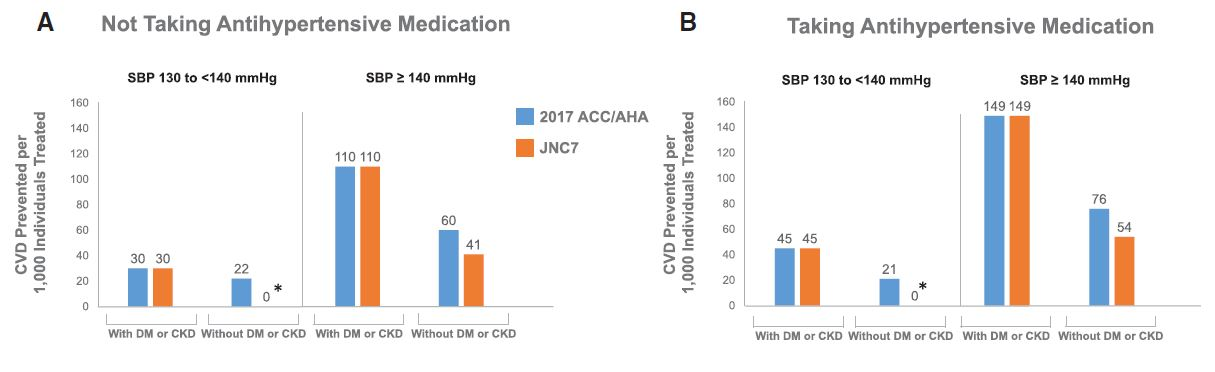 A
Not Taking Antihypertensive Medication
SBP 130 to <140 mmHg
SBP ≥ 140 mmHg
CVD Prevented per
1,000 Individuals Treated
160
140
120
100
80
60
40
20
0
30 30
22
0 *
110 110
60
41
With DM or CKD
Without DM or CKD
With DM or CKD
Without DM or CKD
2017 ACC/AHA
JNC7
B
Taking Antihypertensive Medication
SBP 130 to <140 mmHg
SBP ≥ 140 mmHg
CVD Prevented per
1,000 Individuals Treated
160
140
120
100
80
60
40
20
0
45 45
21
0 *
149 149
76
54
With DM or CKD
Without DM or CKD
With DM or CKD
Without DM or CKD